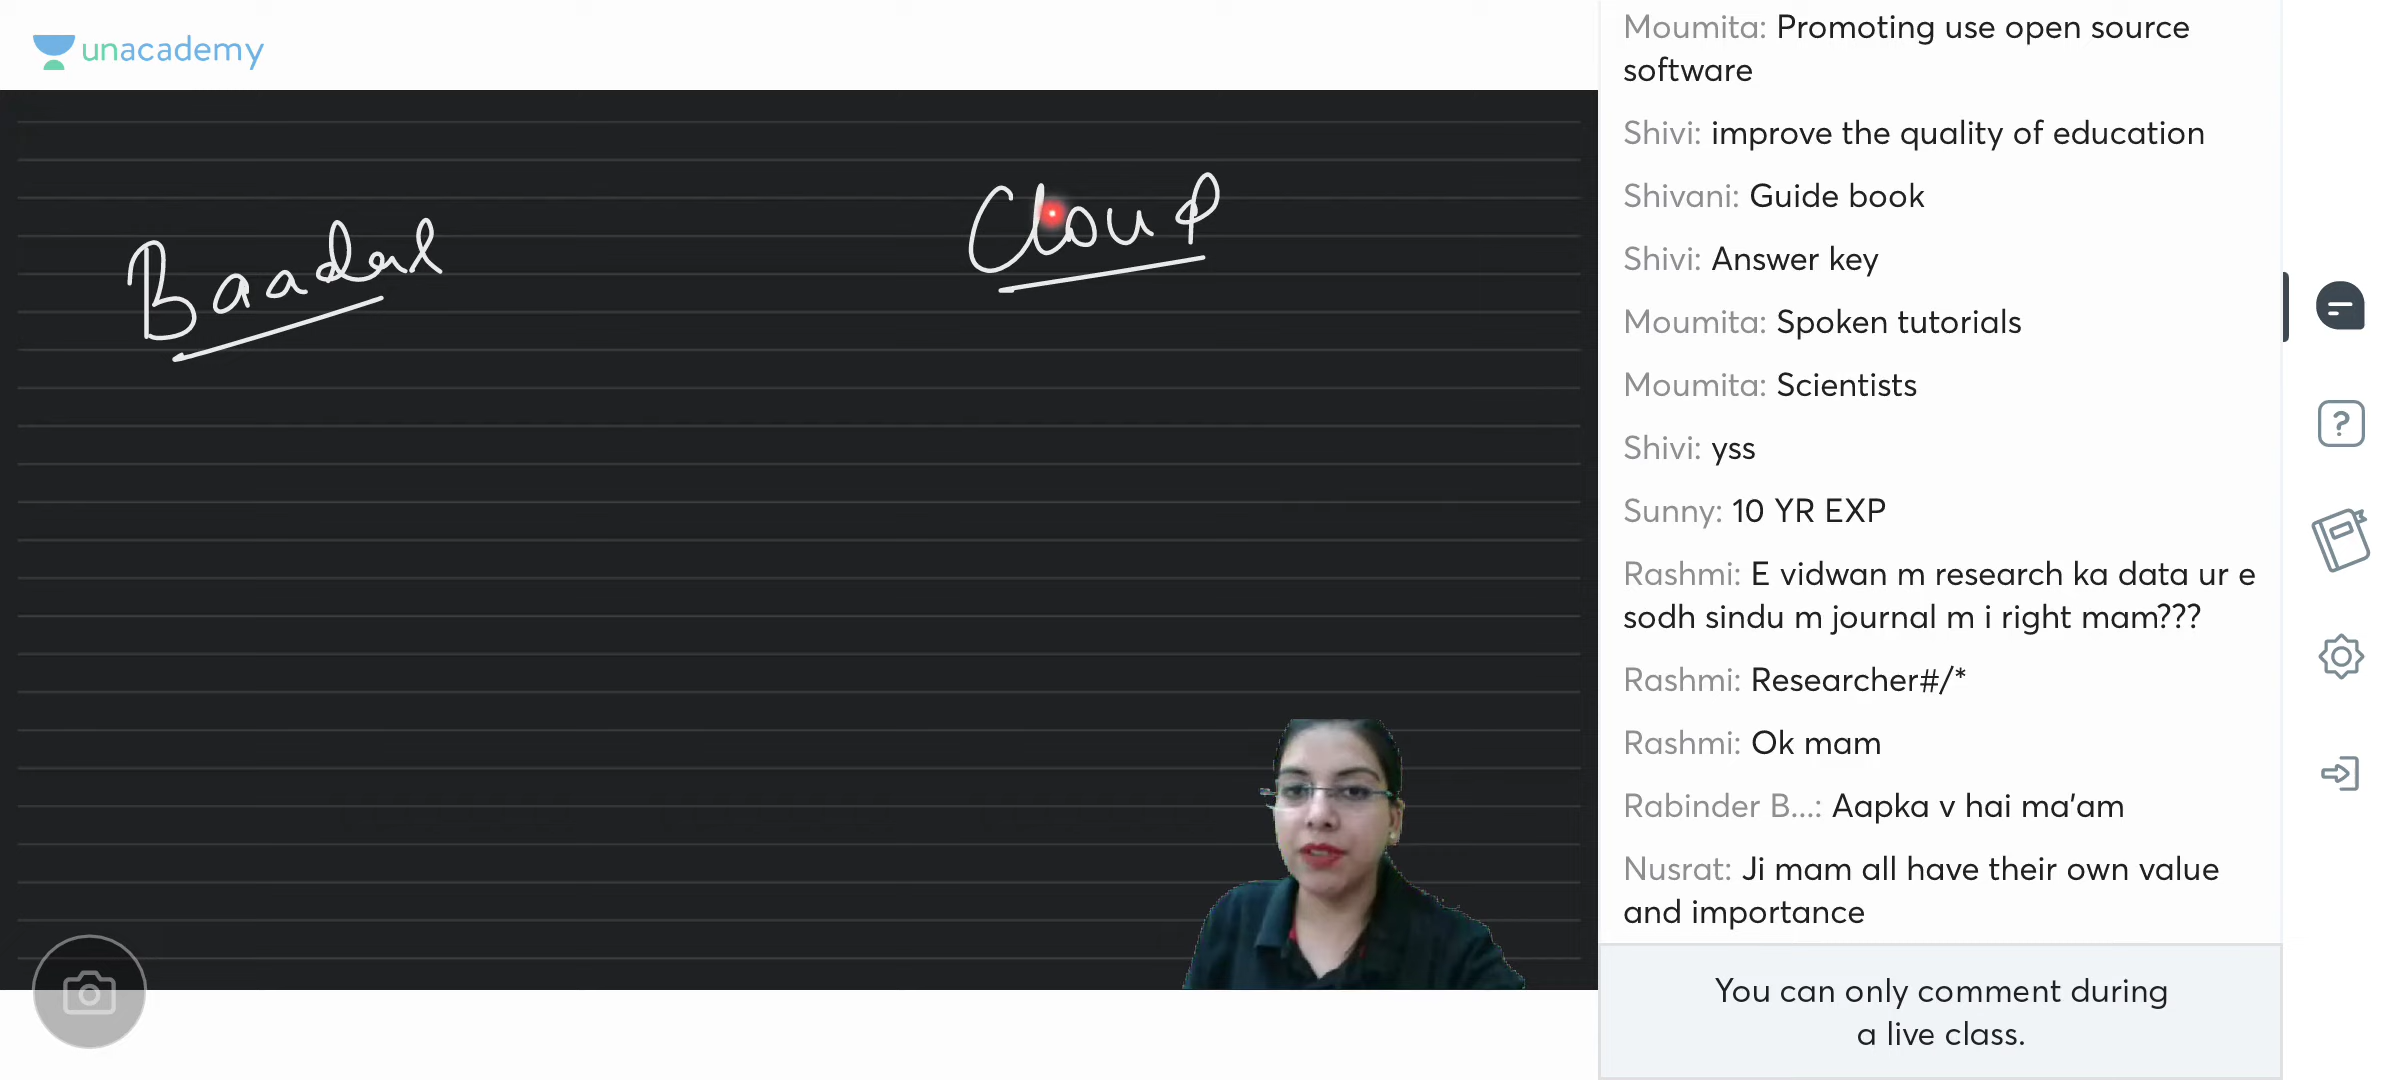 unacademy
Baadal
Cloud
Moumita: Promoting use open source
software
Shivi: improve the quality of education
Shivani: Guide book
Shivi: Answer key
Moumita: Spoken tutorials
Moumita: Scientists
Shivi: yss
Sunny: 10 YR EXP
Rashmi: E vidwan m research ka data ur e
sodh sindu m journal m i right mam???
Rashmi: Researcher#/*
Rashmi: Ok mam
Rabinder B...: Aapka v hai ma'am
Nusrat: Ji mam all have their own value
and importance
You can only comment during
a live class.
?